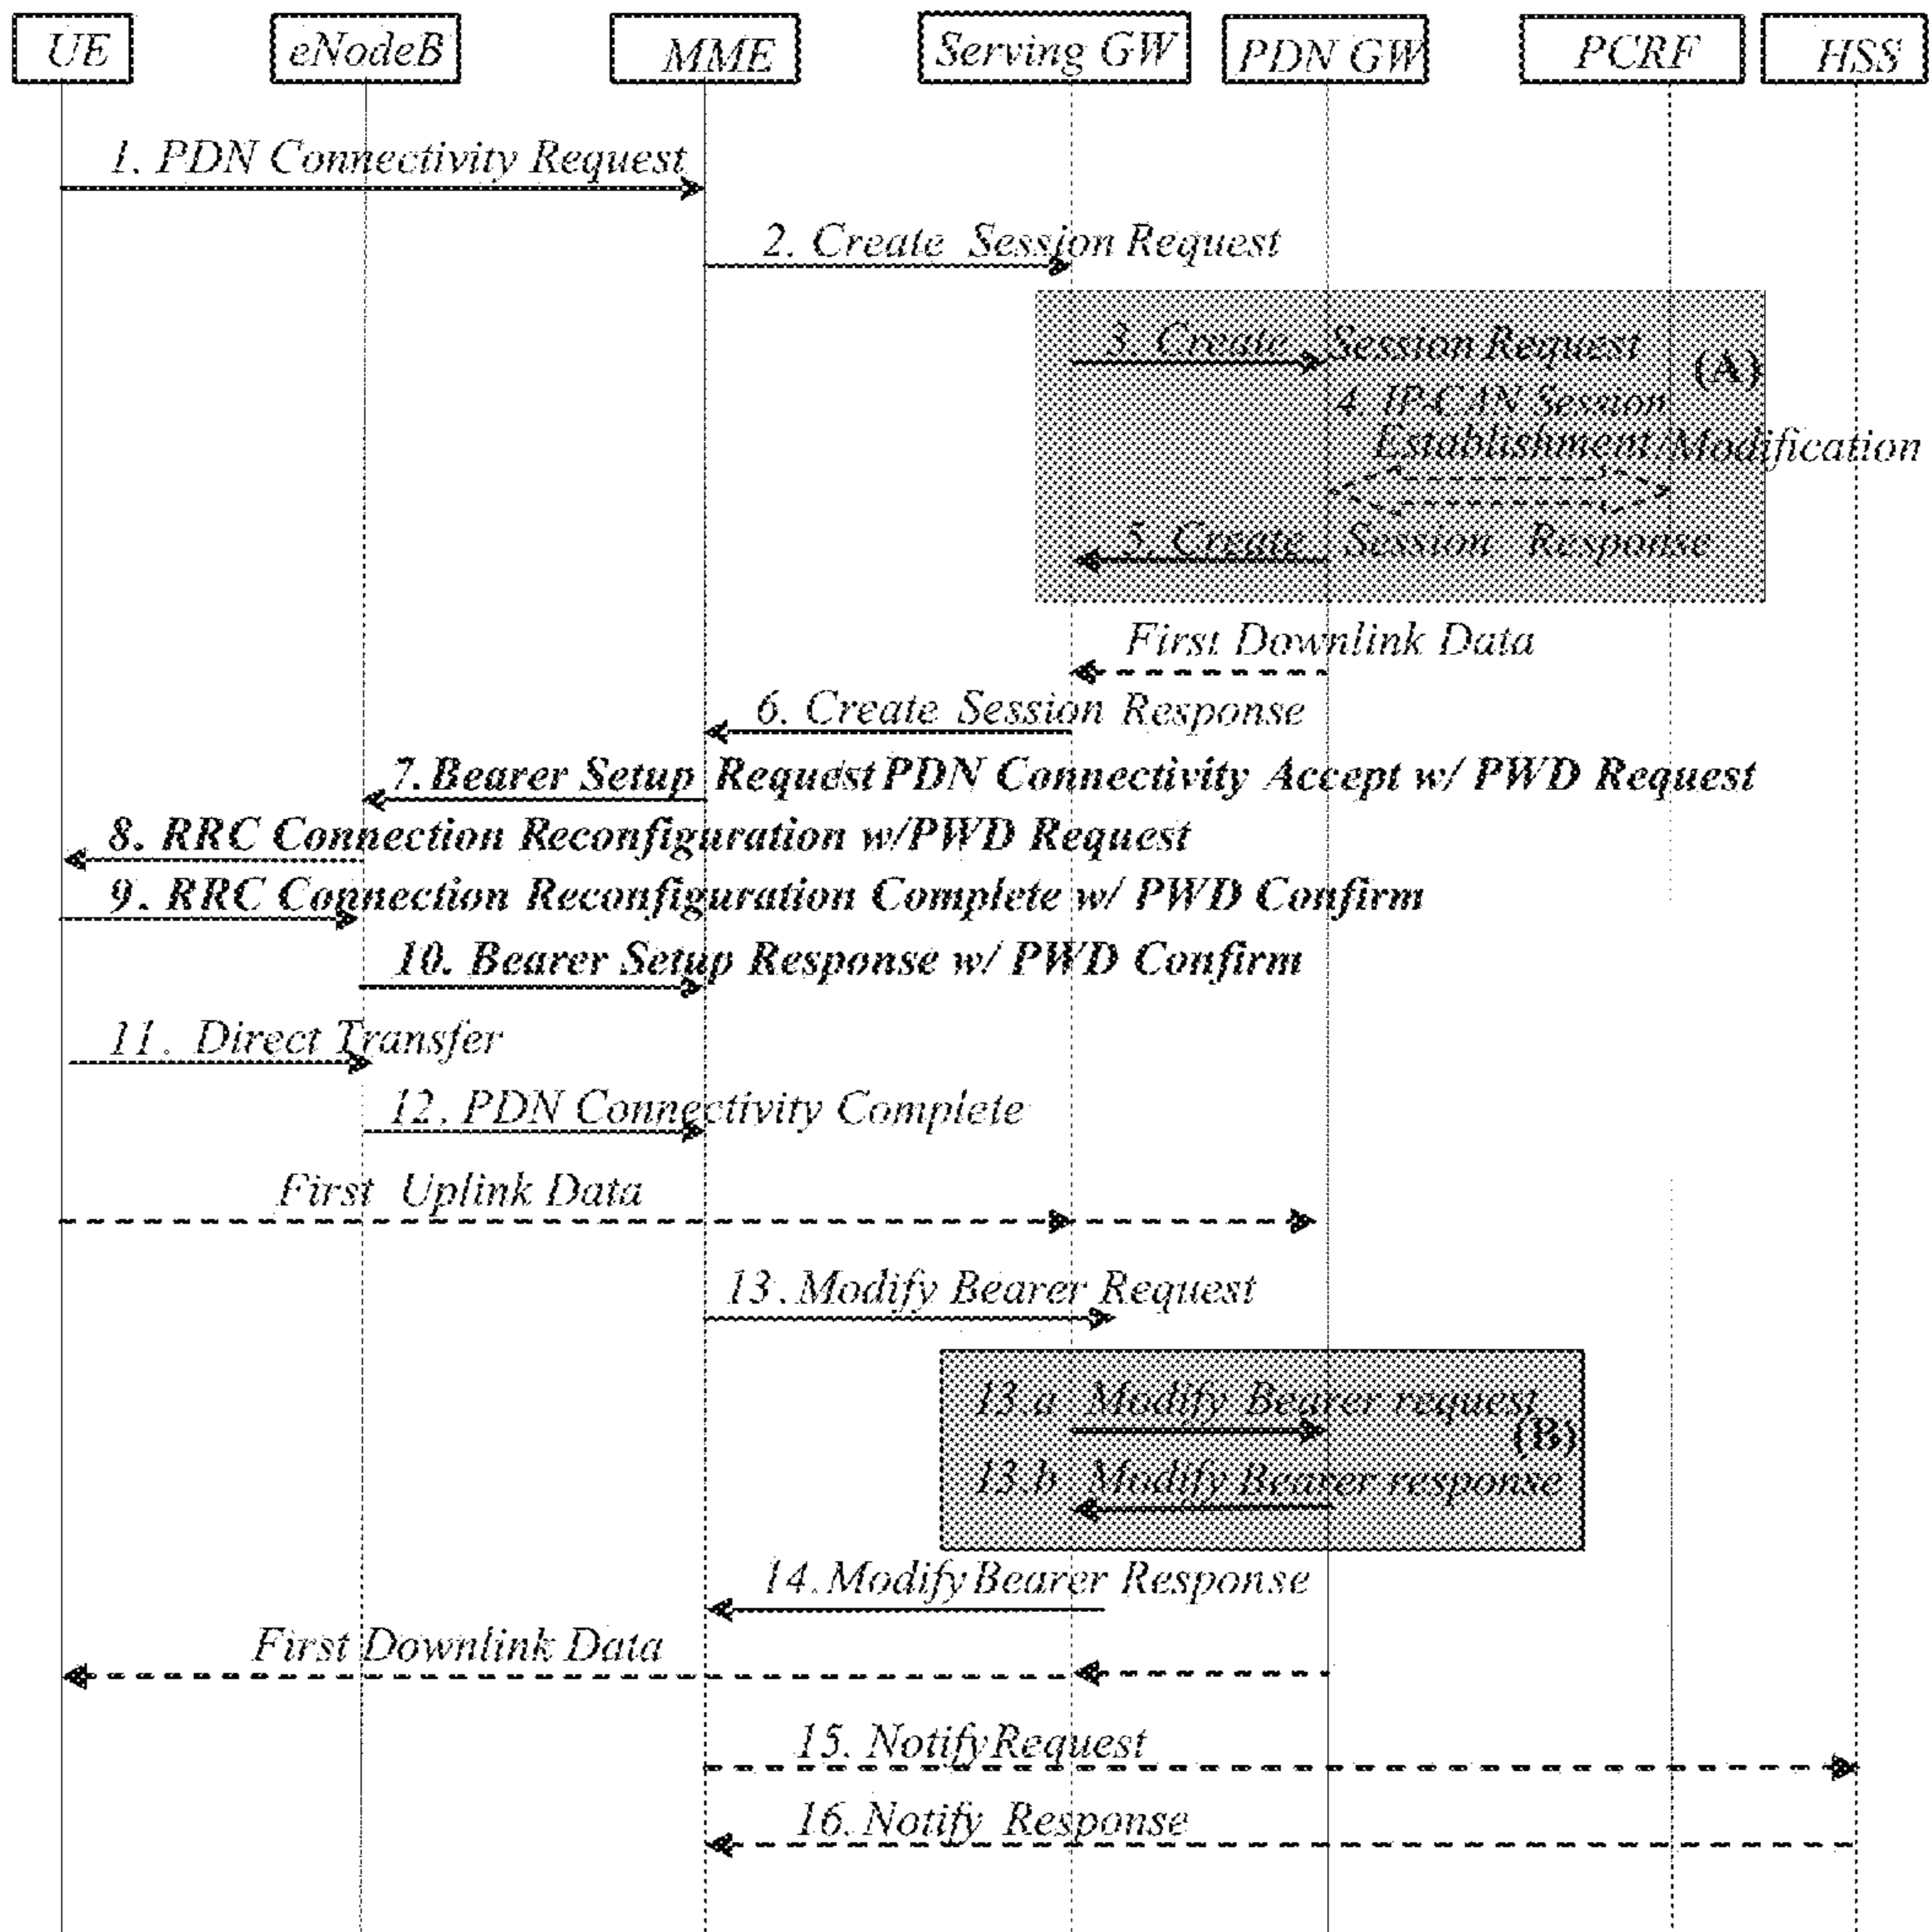 UE eNodeB MME Serving GW PDN GW PCRF HSS
1. PDN Connectivity Request
2. Create Session Request
3. Create Session Request
(A)
4. IP-CAN Session
Establishment/Modification
5. Create Session Response
First Downlink Data
6. Create Session Response
7. Bearer Setup Request PDN Connectivity Accept w/ PWD Request
8. RRC Connection Reconfiguration w/PWD Request
9. RRC Connection Reconfiguration Complete w/ PWD Confirm
10. Bearer Setup Response w/ PWD Confirm
11. Direct Transfer
12. PDN Connectivity Complete
First Uplink Data
13. Modify Bearer Request
13.a Modify Bearer request
(B)
13.b Modify Bearer response
14. Modify Bearer Response
First Downlink Data
15. Notify Request
16. Notify Response